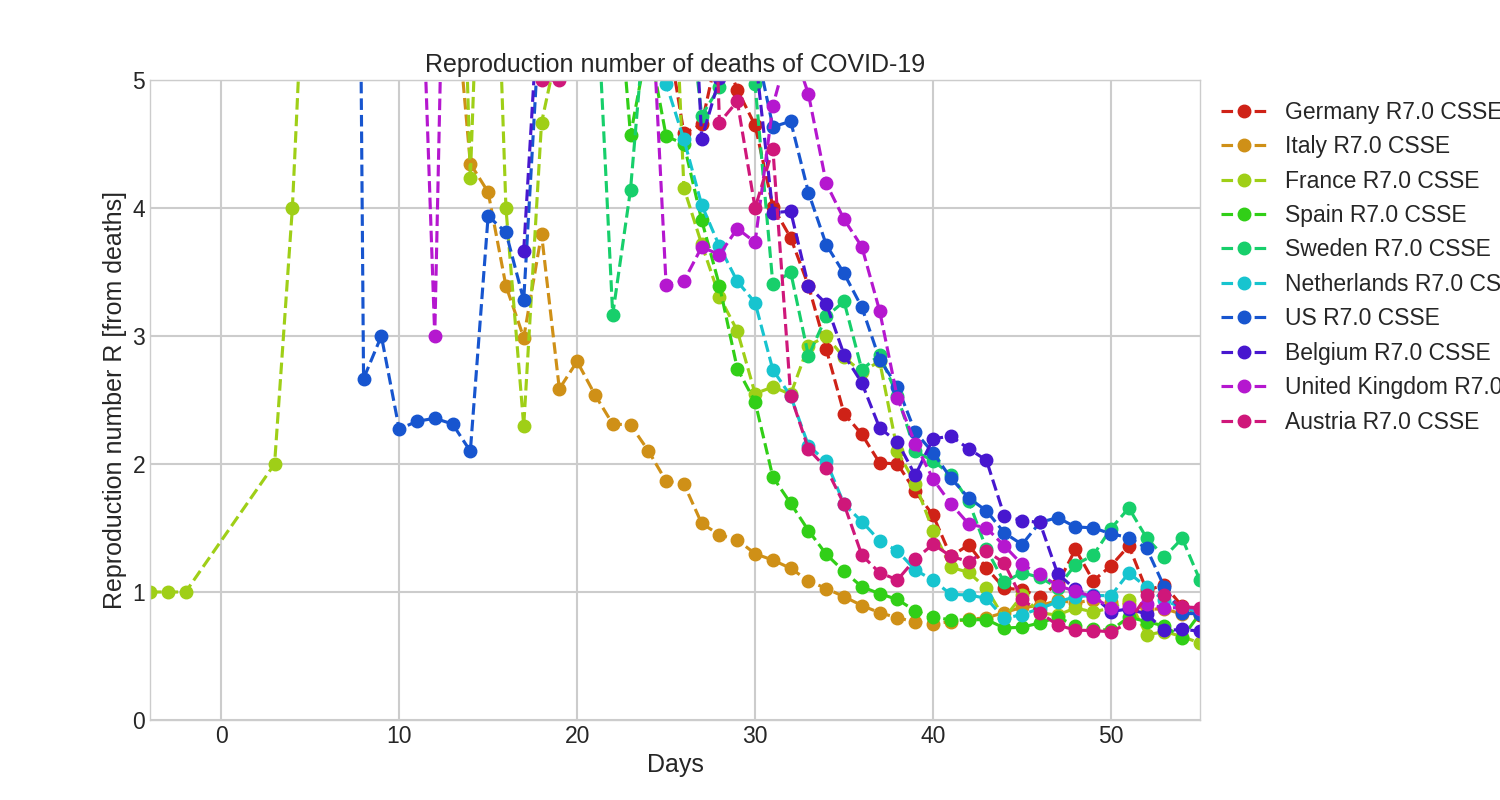 Reproduction number of deaths of COVID-19
Reproduction number R [from deaths]
5
4
3
2
1
0
0
10
20
30
40
50
Days
Germany R7.0 CSSE
Italy R7.0 CSSE
France R7.0 CSSE
Spain R7.0 CSSE
Sweden R7.0 CSSE
Netherlands R7.0 CS
US R7.0 CSSE
Belgium R7.0 CSSE
United Kingdom R7.0
Austria R7.0 CSSE